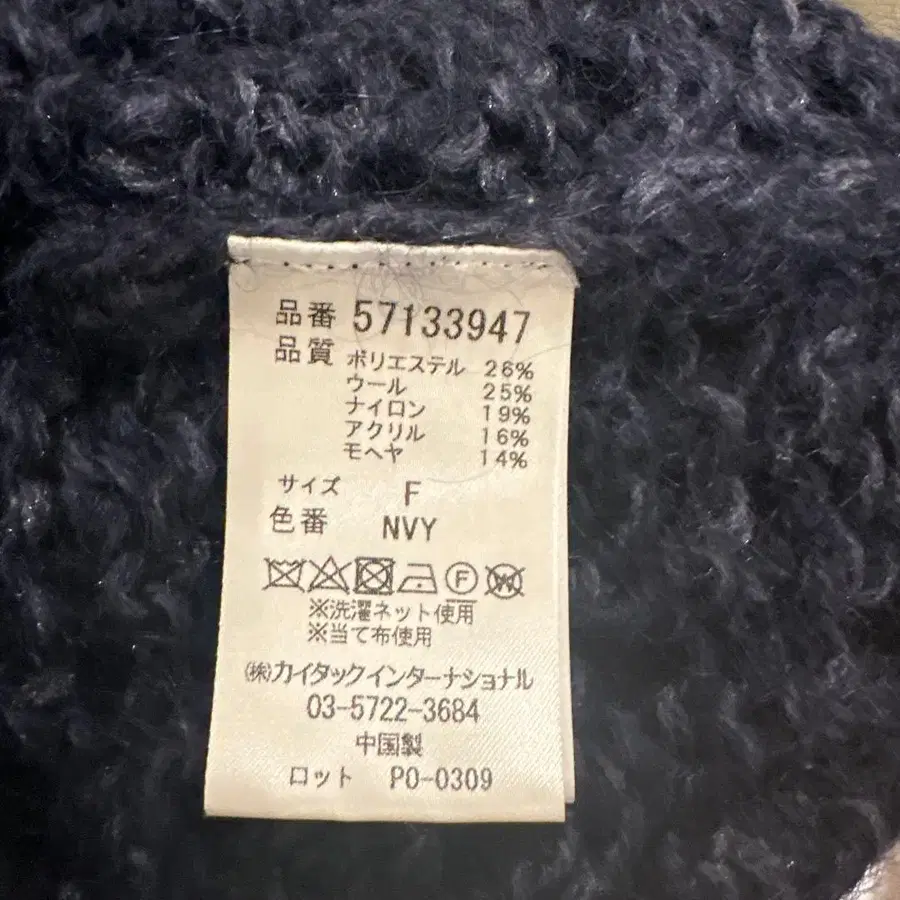 品番 57133947
品質 ポリエステル 26%
ウール 25%
ナイロン 19%
アクリル 16%
モヘヤ 14%
サイズ F
色番 NVY
F W
※洗濯ネット使用
※当て布使用
㈱カイタックインターナショナル
03-5722-3684
中国製
ロット PO-0309